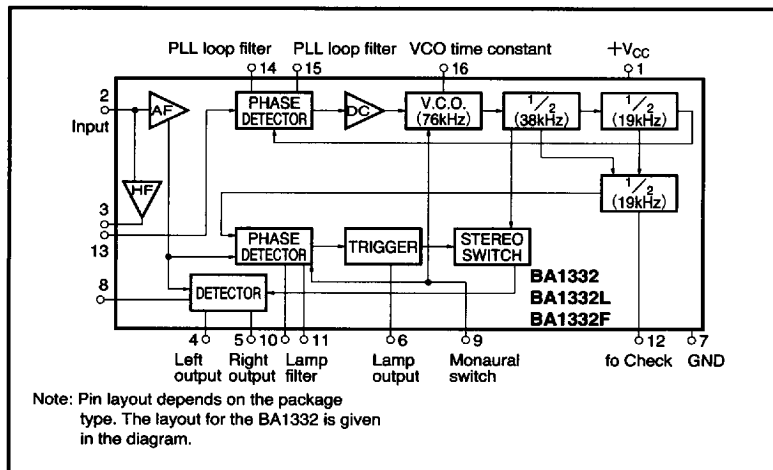 PLL loop filter PLL loop filter VCO time constant +VCC
14 15 16 1
2
Input
AF
PHASE
DETECTOR
DC
V.C.O.
(76kHz)
1/2
(38kHz)
1/2
(19kHz)
HF
1/2
(19kHz)
3
13
PHASE
DETECTOR
TRIGGER
STEREO
SWITCH
8
DETECTOR
BA1332
BA1332L
BA1332F
4 5 10 11 6 9 12 7
Left
output
Right
output
Lamp
filter
Lamp
output
Monaural
switch
fo Check
GND
Note: Pin layout depends on the package
type. The layout for the BA1332 is given
in the diagram.